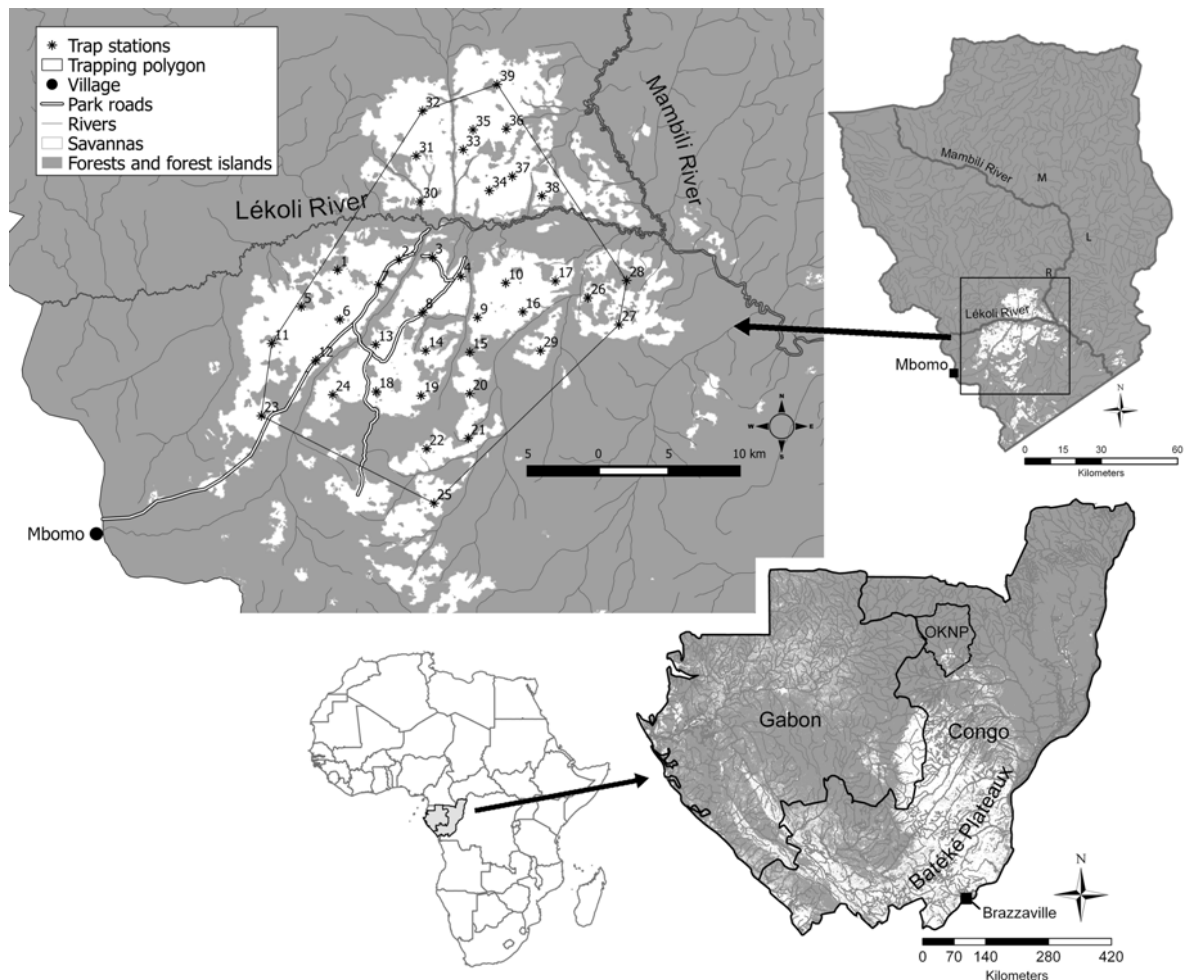 Trap stations
Trapping polygon
Village
Park roads
Rivers
Savannas
Forests and forest islands
39
32
35
36
33
31
37
34
38
30
Lékoli River
Mambili River
2
3
1
4
10
17
28
7
26
5
8
16
6
9
27
11
13
14
15
29
12
24
18
19
20
23
21
22
N
W
E
S
5 0 5 10 km
25
Mbomo
Mambili River
M
L
R
Lékoli River
Mbomo
N
0 15 30 60
Kilometers
OKNP
Gabon
Congo
Batéké Plateaux
N
Brazzaville
0 70 140 280 420
Kilometers